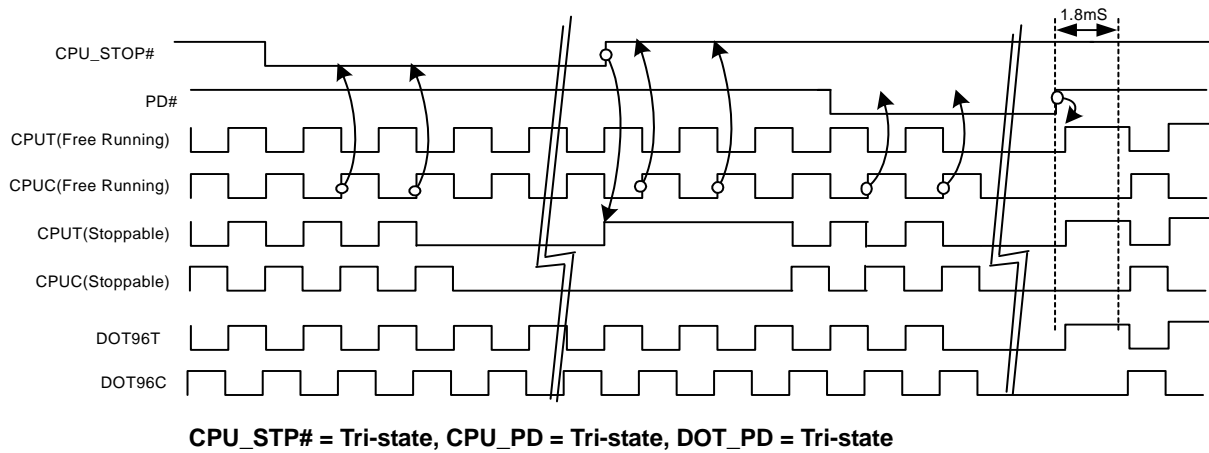 1.8mS
CPU_STOP#
PD#
CPUT(Free Running)
CPUC(Free Running)
CPUT(Stoppable)
CPUC(Stoppable)
DOT96T
DOT96C
CPU_STP# = Tri-state, CPU_PD = Tri-state, DOT_PD = Tri-state